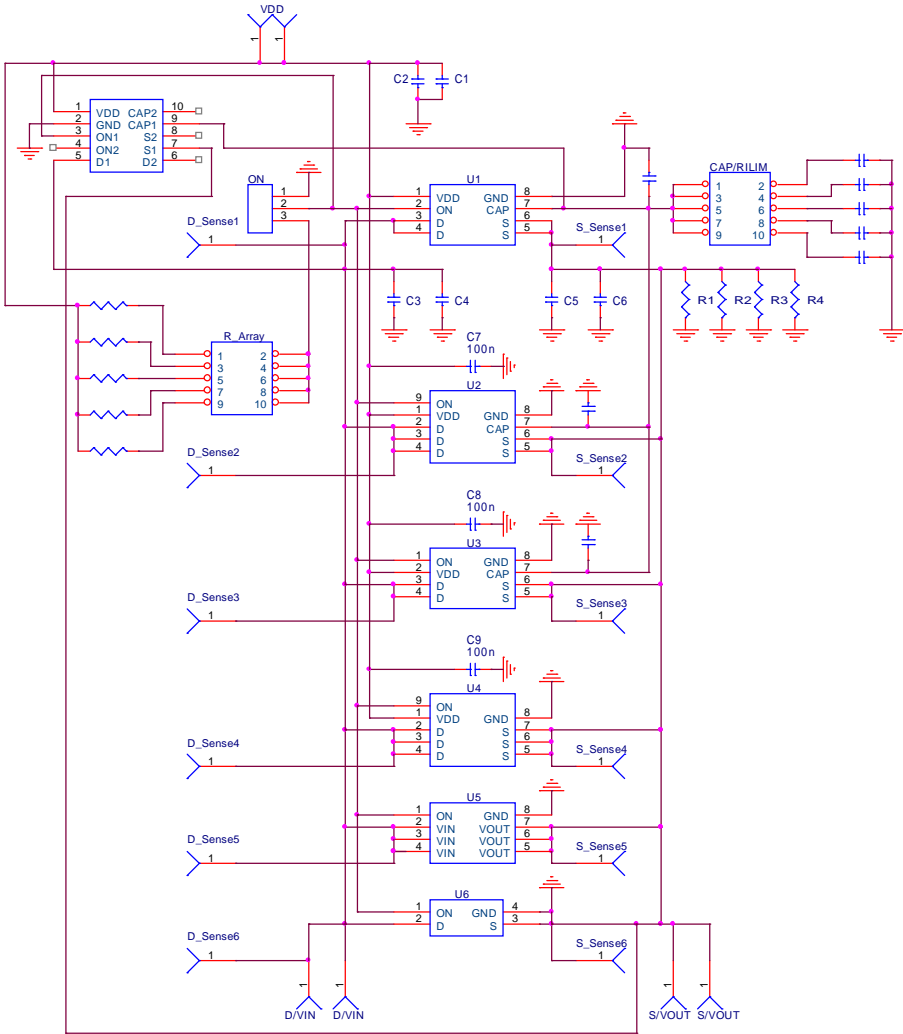 VDD
1 1
C2 C1
1 VDD CAP2 10
2 GND CAP1 9
3 ON1 S2 8
4 ON2 S1 7
5 D1 D2 6
ON
1
2
3
U1
1 VDD GND 8
2 ON CAP 7
3 D S 6
4 D S 5
CAP/RILIM
1 2
3 4
5 6
7 8
9 10
D_Sense1
1
S_Sense1
1
C3 C4 C5 C6
R1 R2 R3 R4
R_Array
1 2
3 4
5 6
7 8
9 10
C7
100n
U2
9 ON
1 VDD GND 8
2 D CAP 7
3 D S 6
4 D S 5
D_Sense2
1
S_Sense2
1
C8
100n
U3
1 ON GND 8
2 VDD CAP 7
3 D S 6
4 D S 5
D_Sense3
1
S_Sense3
1
C9
100n
U4
9 ON
1 VDD GND 8
2 D S 7
3 D S 6
4 D S 5
D_Sense4
1
S_Sense4
1
U5
1 ON GND 8
2 VIN VOUT 7
3 VIN VOUT 6
4 VIN VOUT 5
D_Sense5
1
S_Sense5
1
U6
1 ON GND 4
2 D S 3
D_Sense6
1
S_Sense6
1
1 1 1 1
D/VIN D/VIN S/VOUT S/VOUT